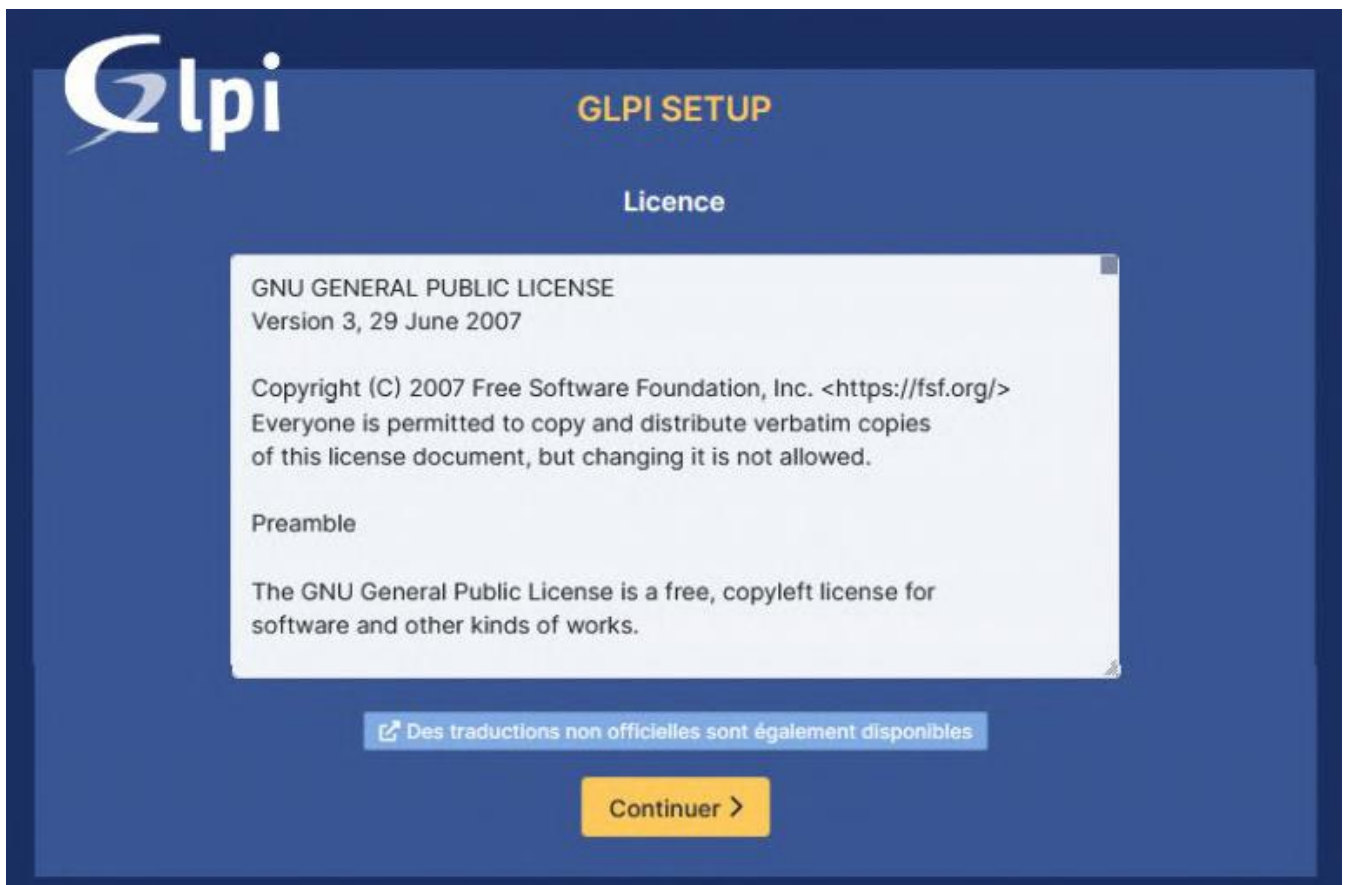 Glpi
GLPI SETUP
Licence
GNU GENERAL PUBLIC LICENSE
Version 3, 29 June 2007
Copyright (C) 2007 Free Software Foundation, Inc. <https://fsf.org/>
Everyone is permitted to copy and distribute verbatim copies
of this license document, but changing it is not allowed.
Preamble
The GNU General Public License is a free, copyleft license for
software and other kinds of works.
Des traductions non officielles sont également disponibles
Continuer >